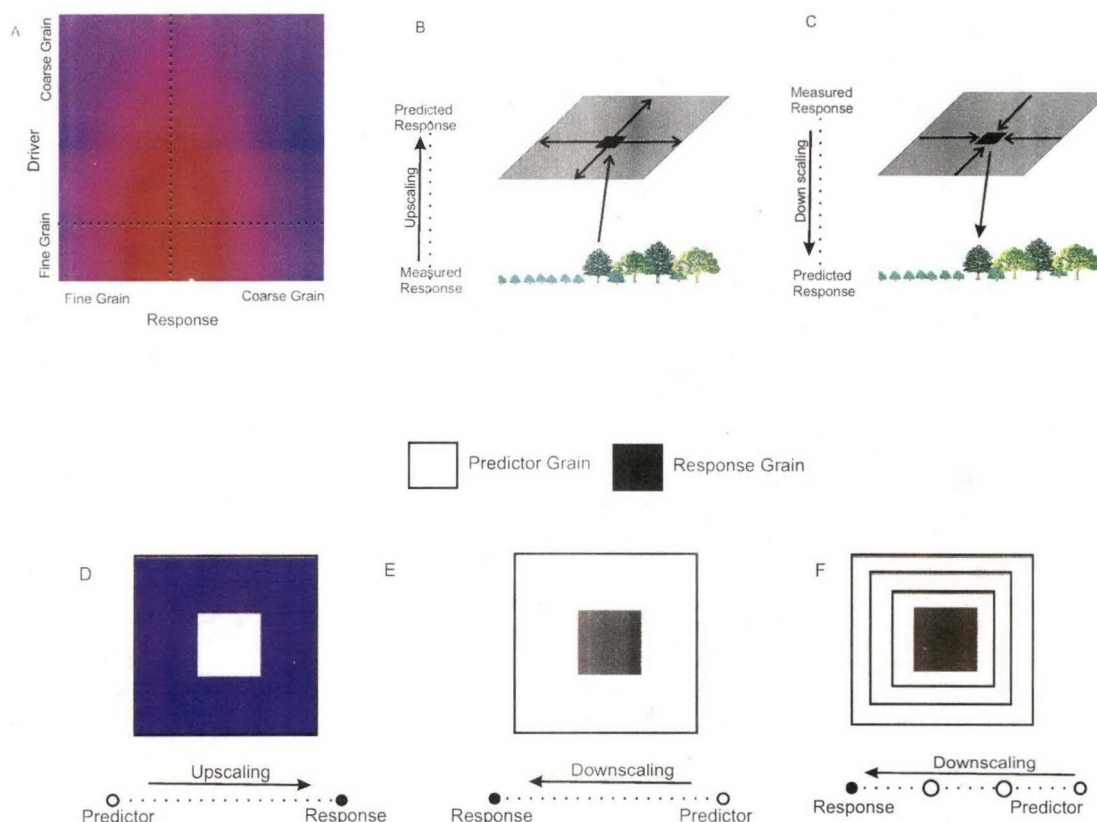 A
Coarse Grain
Driver
Fine Grain
Fine Grain
Coarse Grain
Response
B
Predicted
Response
Upscaling
Measured
Response
C
Measured
Response
Down scaling
Predicted
Response
Predictor Grain
Response Grain
D
Upscaling
Predictor
Response
E
Downscaling
Response
Predictor
F
Downscaling
Response
Predictor